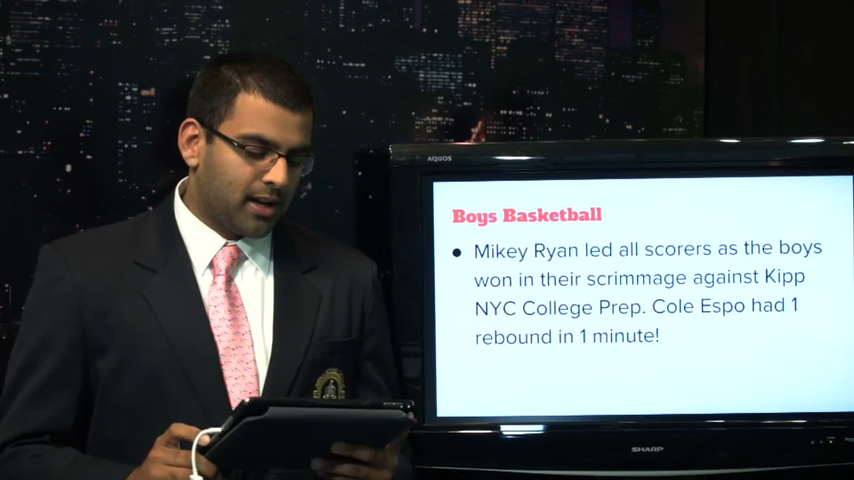 AQUOS
Boys Basketball
● Mikey Ryan led all scorers as the boys
won in their scrimmage against Kipp
NYC College Prep. Cole Espo had 1
rebound in 1 minute!
SHARP